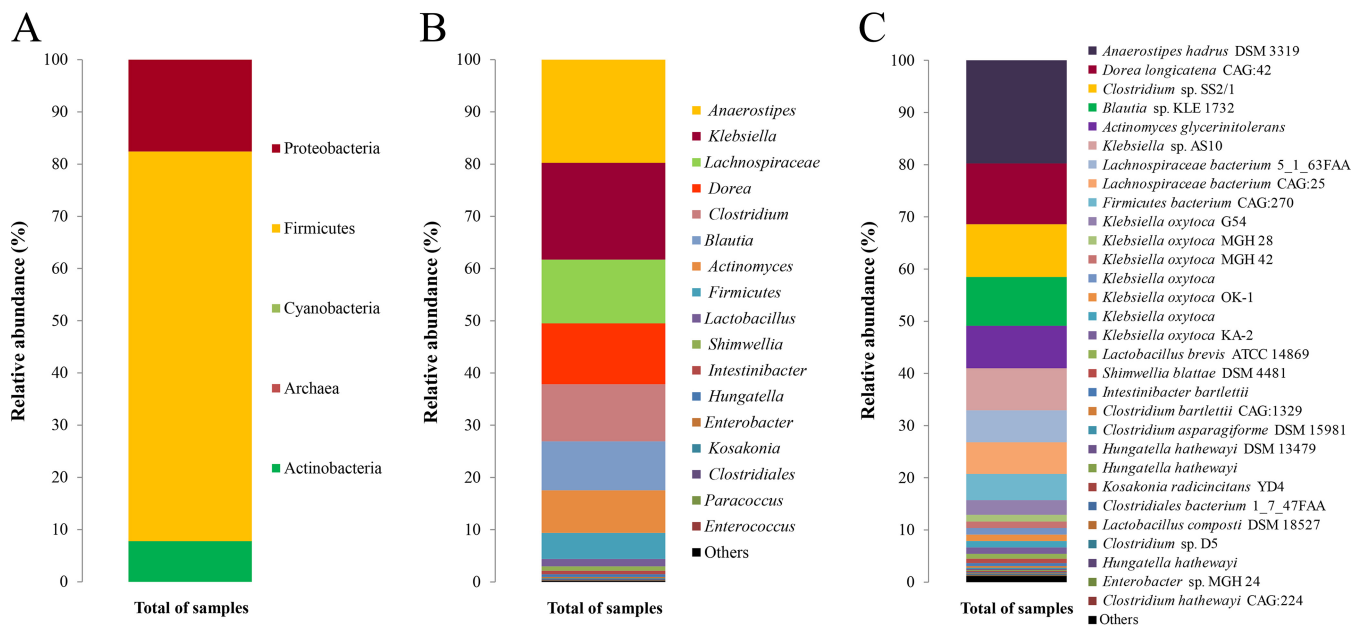 A
Relative abundance (%)
100
90
80
70
60
50
40
30
20
10
0
Total of samples
Proteobacteria
Firmicutes
Cyanobacteria
Archaea
Actinobacteria
B
Relative abundance (%)
100
90
80
70
60
50
40
30
20
10
0
Total of samples
Anaerostipes
Klebsiella
Lachnospiraceae
Dorea
Clostridium
Blautia
Actinomyces
Firmicutes
Lactobacillus
Shimwellia
Intestinibacter
Hungatella
Enterobacter
Kosakonia
Clostridiales
Paracoccus
Enterococcus
Others
C
Relative abundance (%)
100
90
80
70
60
50
40
30
20
10
0
Total of samples
Anaerostipes hadrus DSM 3319
Dorea longicatena CAG:42
Clostridium sp. SS2/1
Blautia sp. KLE 1732
Actinomyces glycerinitolerans
Klebsiella sp. AS10
Lachnospiraceae bacterium 5_1_63FAA
Lachnospiraceae bacterium CAG:25
Firmicutes bacterium CAG:270
Klebsiella oxytoca G54
Klebsiella oxytoca MGH 28
Klebsiella oxytoca MGH 42
Klebsiella oxytoca
Klebsiella oxytoca OK-1
Klebsiella oxytoca
Klebsiella oxytoca KA-2
Lactobacillus brevis ATCC 14869
Shimwellia blattae DSM 4481
Intestinibacter bartlettii
Clostridium bartlettii CAG:1329
Clostridium asparagiforme DSM 15981
Hungatella hathewayi DSM 13479
Hungatella hathewayi
Kosakonia radicincitans YD4
Clostridiales bacterium 1_7_47FAA
Lactobacillus composti DSM 18527
Clostridium sp. D5
Hungatella hathewayi
Enterobacter sp. MGH 24
Clostridium hathewayi CAG:224
Others